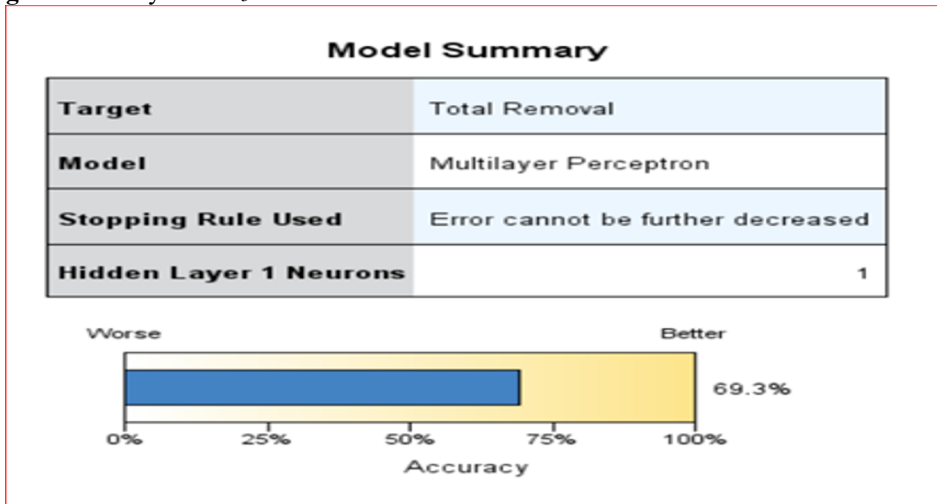 Model Summary
Target Total Removal
Model Multilayer Perceptron
Stopping Rule Used Error cannot be further decreased
Hidden Layer 1 Neurons 1
Worse Better
69.3%
0% 25% 50% 75% 100%
Accuracy